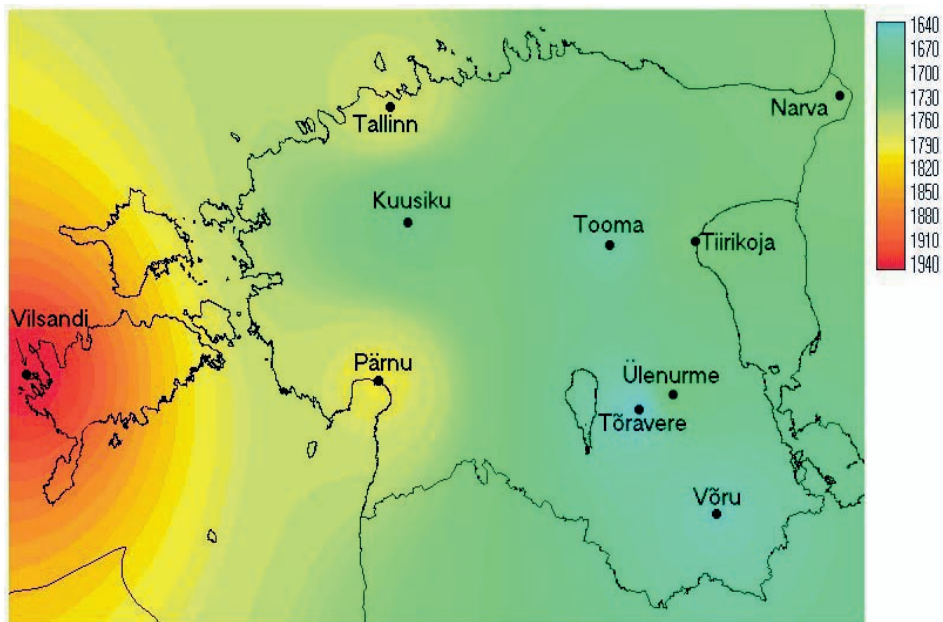 1640
1670
1700
1730
1760
1790
1820
1850
1880
1910
1940
Narva
Tallinn
Kuusiku
Tooma
Tiirikoja
Vilsandi
Pärnu
Ülenurme
Tõravere
Võru